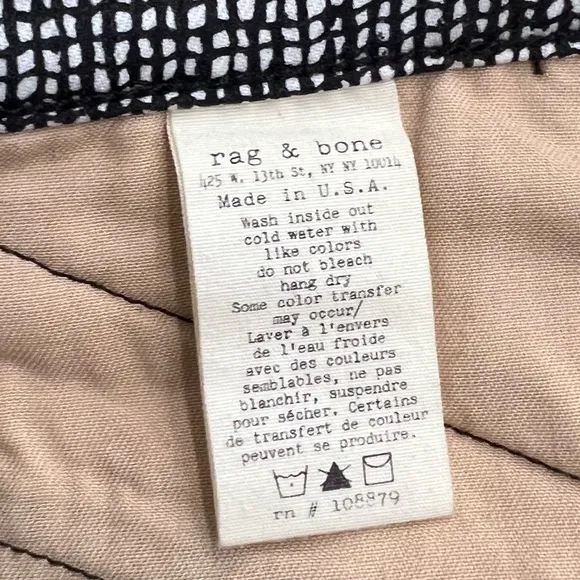 rag & bone
425 W. 13th St, NY NY 10014
Made in U.S.A.
Wash inside out
cold water with
like colors
do not bleach
hang dry
Some color transfer
may occur/
Laver à l'envers
de l'eau froide
avec des couleurs
semblables, ne pas
blanchir, suspendre
pour sécher. Certains
de transfert de couleur
peuvent se produire.
rn # 108879